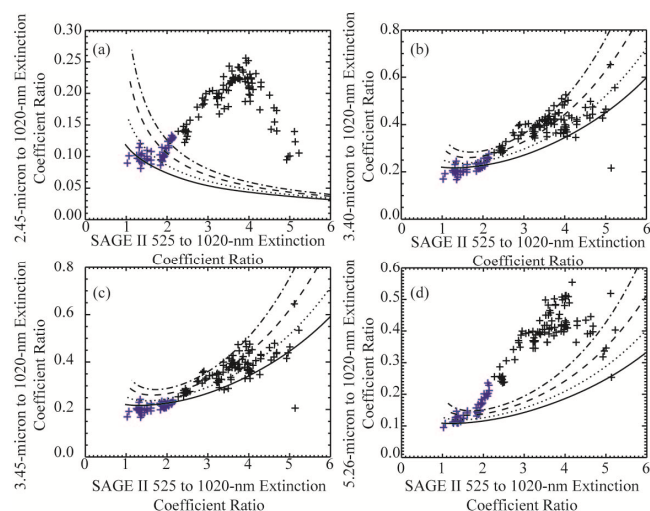 (a)
0.30
0.25
0.20
0.15
0.10
0.05
0.00
2.45-micron to 1020-nm Extinction
Coefficient Ratio
0 1 2 3 4 5 6
SAGE II 525 to 1020-nm Extinction
Coefficient Ratio
(b)
0.8
0.6
0.4
0.2
0.0
3.40-micron to 1020-nm Extinction
Coefficient Ratio
0 1 2 3 4 5 6
SAGE II 525 to 1020-nm Extinction
Coefficient Ratio
(c)
0.8
0.6
0.4
0.2
0.0
3.45-micron to 1020-nm Extinction
Coefficient Ratio
0 1 2 3 4 5 6
SAGE II 525 to 1020-nm Extinction
Coefficient Ratio
(d)
0.6
0.5
0.4
0.3
0.2
0.1
0.0
5.26-micron to 1020-nm Extinction
Coefficient Ratio
0 1 2 3 4 5 6
SAGE II 525 to 1020-nm Extinction
Coefficient Ratio